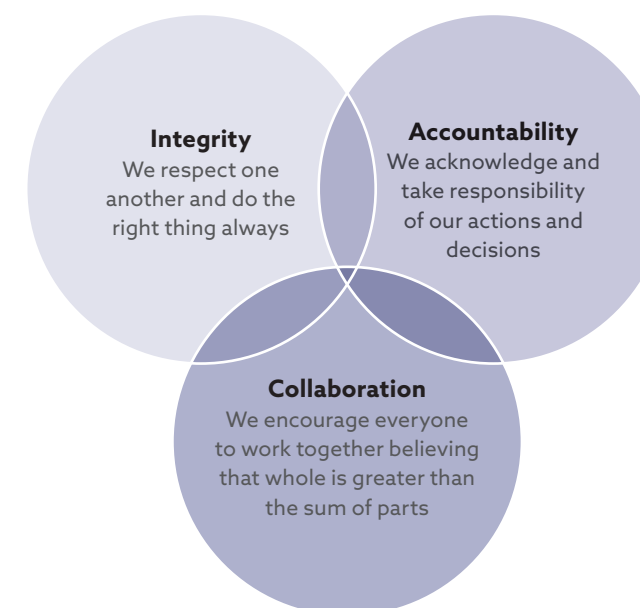 Integrity
We respect one
another and do the
right thing always
Accountability
We acknowledge and
take responsibility
of our actions and
decisions
Collaboration
We encourage everyone
to work together believing
that whole is greater than
the sum of parts